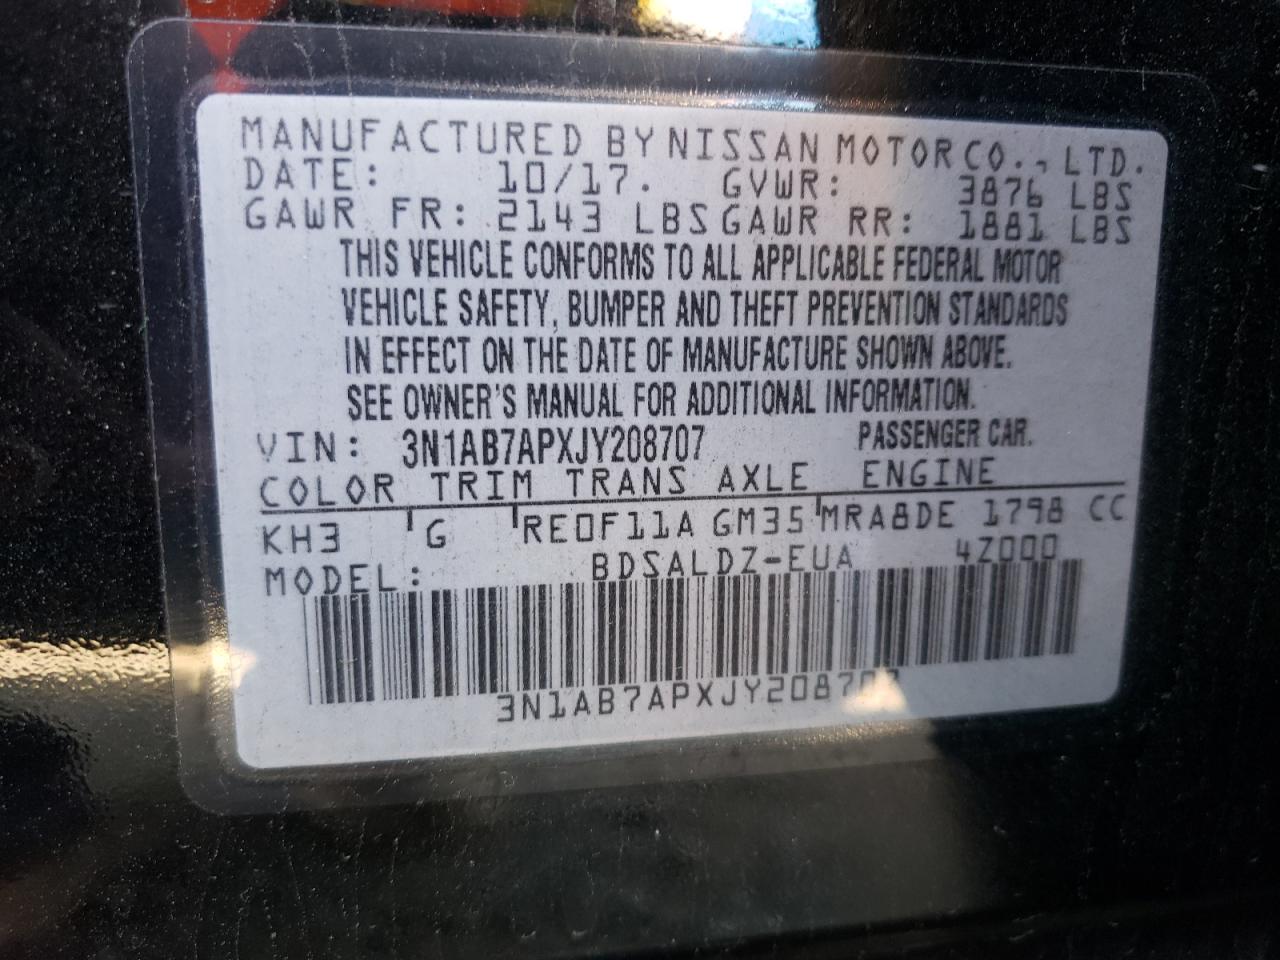 MANUFACTURED BY NISSAN MOTOR CO., LTD.
DATE: 10/17. GVWR: 3876 LBS
GAWR FR: 2143 LBS GAWR RR: 1881 LBS
THIS VEHICLE CONFORMS TO ALL APPLICABLE FEDERAL MOTOR
VEHICLE SAFETY, BUMPER AND THEFT PREVENTION STANDARDS
IN EFFECT ON THE DATE OF MANUFACTURE SHOWN ABOVE.
SEE OWNER'S MANUAL FOR ADDITIONAL INFORMATION.
VIN: 3N1AB7APXJY208707 PASSENGER CAR.
COLOR TRIM TRANS AXLE ENGINE
KH3 G RE0F11A GM35 MRA8DE 1798 CC
MODEL: BDSALDZ-EUA 4Z000
3N1AB7APXJY208707